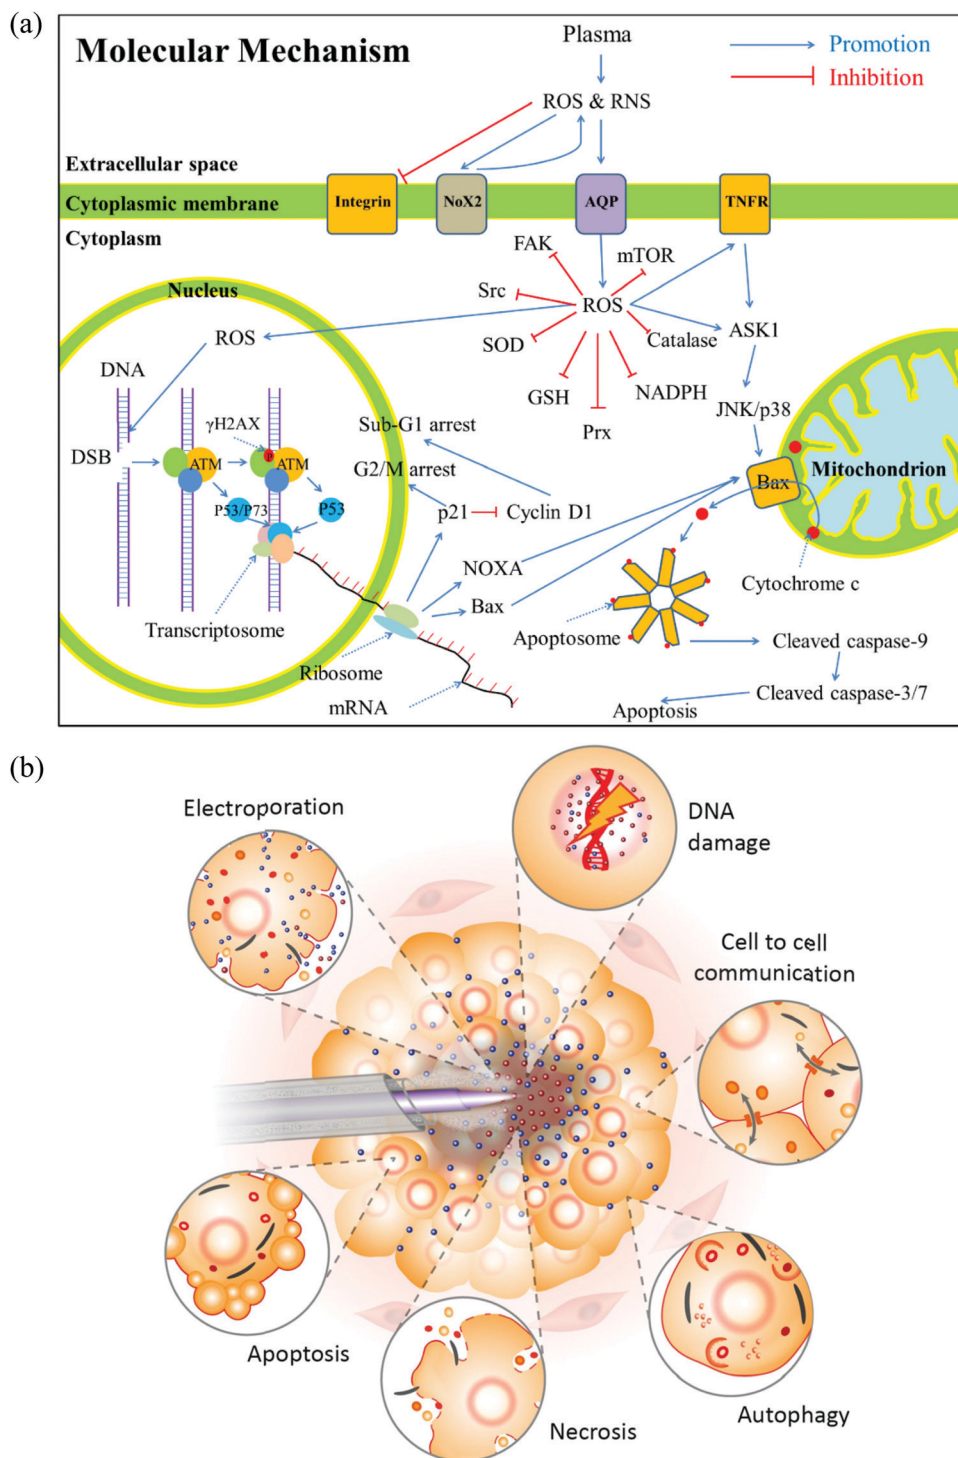 (a)
Molecular Mechanism
Plasma
Promotion
Inhibition
ROS & RNS
Extracellular space
Cytoplasmic membrane
Integrin
NoX2
AQP
TNFR
Cytoplasm
FAK
mTOR
Nucleus
Src
ROS
ROS
SOD
Catalase
ASK1
DNA
GSH
NADPH
JNK/p38
γH2AX
Sub-G1 arrest
Prx
DSB
ATM
P
ATM
G2/M arrest
Bax
Mitochondrion
P53/P73
P53
p21
Cyclin D1
NOXA
Cytochrome c
Bax
Transcriptosome
Apoptosome
Cleaved caspase-9
Ribosome
mRNA
Cleaved caspase-3/7
Apoptosis
(b)
Electroporation
DNA
damage
Cell to cell
communication
Apoptosis
Necrosis
Autophagy